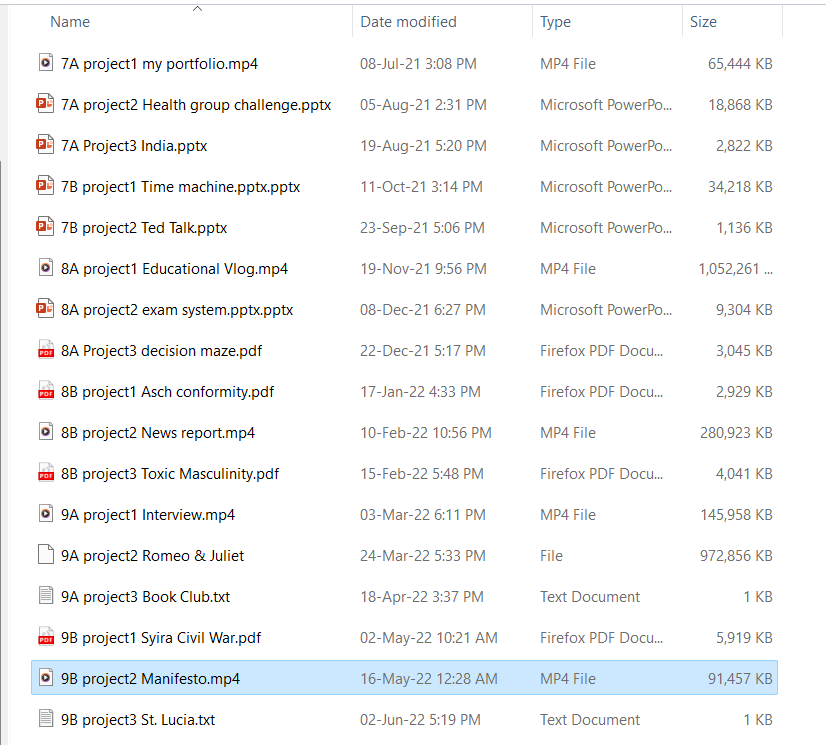 Name Date modified Type Size
7A project1 my portfolio.mp4 08-Jul-21 3:08 PM MP4 File 65,444 KB
7A project2 Health group challenge.pptx 05-Aug-21 2:31 PM Microsoft PowerPo... 18,868 KB
7A Project3 India.pptx 19-Aug-21 5:20 PM Microsoft PowerPo... 2,822 KB
7B project1 Time machine.pptx.pptx 11-Oct-21 3:14 PM Microsoft PowerPo... 34,218 KB
7B project2 Ted Talk.pptx 23-Sep-21 5:06 PM Microsoft PowerPo... 1,136 KB
8A project1 Educational Vlog.mp4 19-Nov-21 9:56 PM MP4 File 1,052,261 ...
8A project2 exam system.pptx.pptx 08-Dec-21 6:27 PM Microsoft PowerPo... 9,304 KB
PDF 8A Project3 decision maze.pdf 22-Dec-21 5:17 PM Firefox PDF Docu... 3,045 KB
PDF 8B project1 Asch conformity.pdf 17-Jan-22 4:33 PM Firefox PDF Docu... 2,929 KB
8B project2 News report.mp4 10-Feb-22 10:56 PM MP4 File 280,923 KB
PDF 8B project3 Toxic Masculinity.pdf 15-Feb-22 5:48 PM Firefox PDF Docu... 4,041 KB
9A project1 Interview.mp4 03-Mar-22 6:11 PM MP4 File 145,958 KB
9A project2 Romeo & Juliet 24-Mar-22 5:33 PM File 972,856 KB
9A project3 Book Club.txt 18-Apr-22 3:37 PM Text Document 1 KB
PDF 9B project1 Syira Civil War.pdf 02-May-22 10:21 AM Firefox PDF Docu... 5,919 KB
9B project2 Manifesto.mp4 16-May-22 12:28 AM MP4 File 91,457 KB
9B project3 St. Lucia.txt 02-Jun-22 5:19 PM Text Document 1 KB